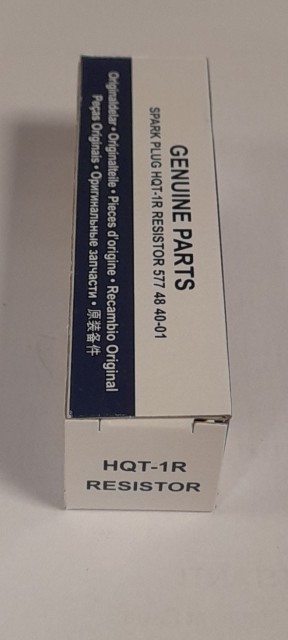 GENUINE PARTS
SPARK PLUG HQT-1R RESISTOR 577 48 40-01
Originaldelar • Originalteile • Pieces d'origine • Recambio Original
Peças Originais • Оригинальные запчасти • 原装备件
HQT-1R
RESISTOR